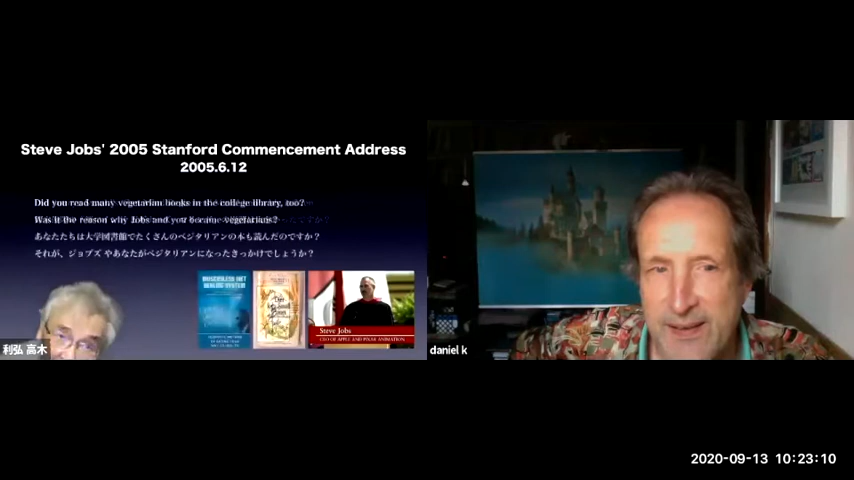 Steve Jobs' 2005 Stanford Commencement Address
2005.6.12
Did you read many vegetarian books in the college library, too?
Was it the reason why Jobs and you became vegetarians?
あなたたちは大学図書館でたくさんのベジタリアンの本も読んだのですか？
それが、ジョブズ やあなたがベジタリアンになったきっかけでしょうか？
MUCUSLESS DIET
HEALING SYSTEM
Steve Jobs
CEO OF APPLE AND PIXAR ANIMATION
利弘 高木
daniel k
2020-09-13 10:23:10